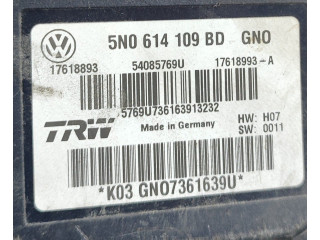 5N0 614 109 BD GNO
17618893 54085769U 17618993-A
5769U736163913232
TRW Made in Germany HW: H07
SW: 0011
*K03 GNO7361639U*